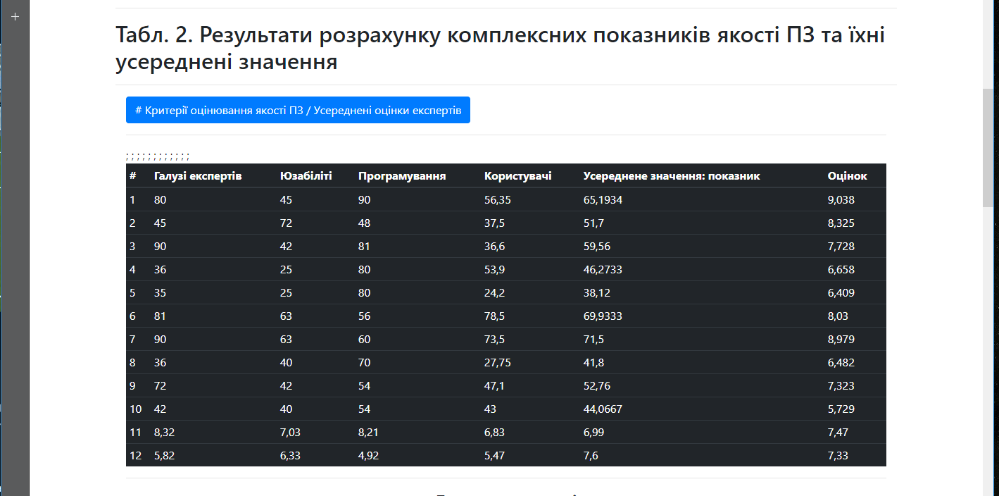 +
Табл. 2. Результати розрахунку комплексних показників якості ПЗ та їхні
усереднені значення
# Критерії оцінювання якості ПЗ / Усереднені оцінки експертів
; ; ; ; ; ; ; ; ; ; ; ;
# Галузі експертів Юзабіліті Програмування Користувачі Усереднене значення: показник Оцінок
1 80 45 90 56,35 65,1934 9,038
2 45 72 48 37,5 51,7 8,325
3 90 42 81 36,6 59,56 7,728
4 36 25 80 53,9 46,2733 6,658
5 35 25 80 24,2 38,12 6,409
6 81 63 56 78,5 69,9333 8,03
7 90 63 60 73,5 71,5 8,979
8 36 40 70 27,75 41,8 6,482
9 72 42 54 47,1 52,76 7,323
10 42 40 54 43 44,0667 5,729
11 8,32 7,03 8,21 6,83 6,99 7,47
12 5,82 6,33 4,92 5,47 7,6 7,33